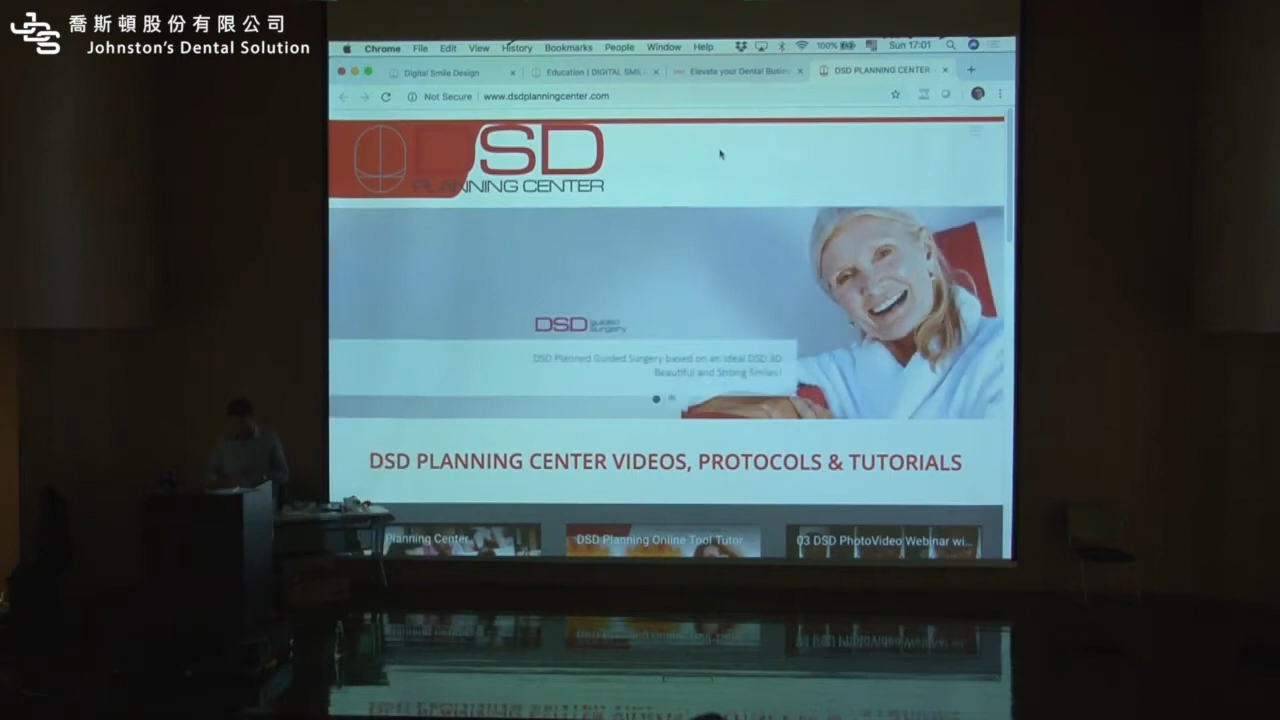 喬斯頓股份有限公司
Johnston's Dental Solution
Chrome File Edit View History Bookmarks People Window Help 100% Sun 17:01
Digital Smile Design
Education | DIGITAL SMIL
Elevate your Dental Busin
DSD PLANNING CENTER
Not Secure | www.dsdplanningcenter.com
DSD
PLANNING CENTER
DSD guided
surgery
DSD Planned Guided Surgery based on an ideal DSD 3D
Beautiful and Strong Smiles!
DSD PLANNING CENTER VIDEOS, PROTOCOLS & TUTORIALS
Planning Center
DSD Planning Online Tool Tutor
03 DSD PhotoVideo Webinar wi...